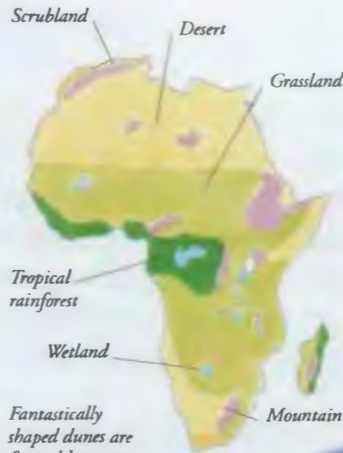 Scrubland
Desert
Grassland
Tropical
rainforest
Wetland
Mountain
Fantastically
shaped dunes are